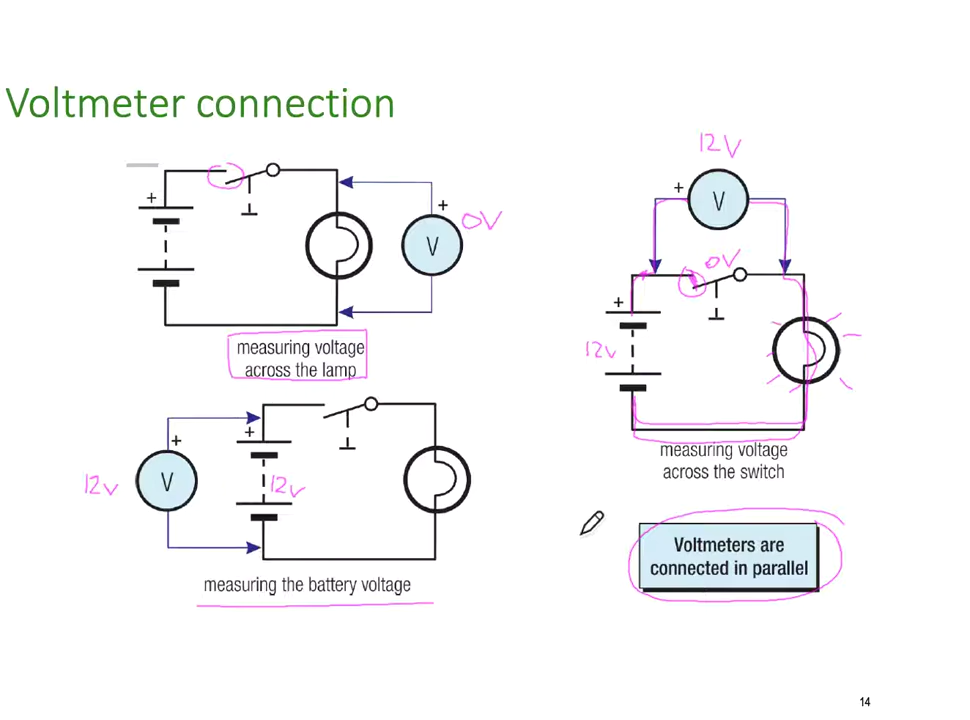 Voltmeter connection
+
+
V
0V
measuring voltage
across the lamp
12V
+
V
0V
+
12V
measuring voltage
across the switch
+
+
12V
V
12V
measuring the battery voltage
Voltmeters are
connected in parallel
14